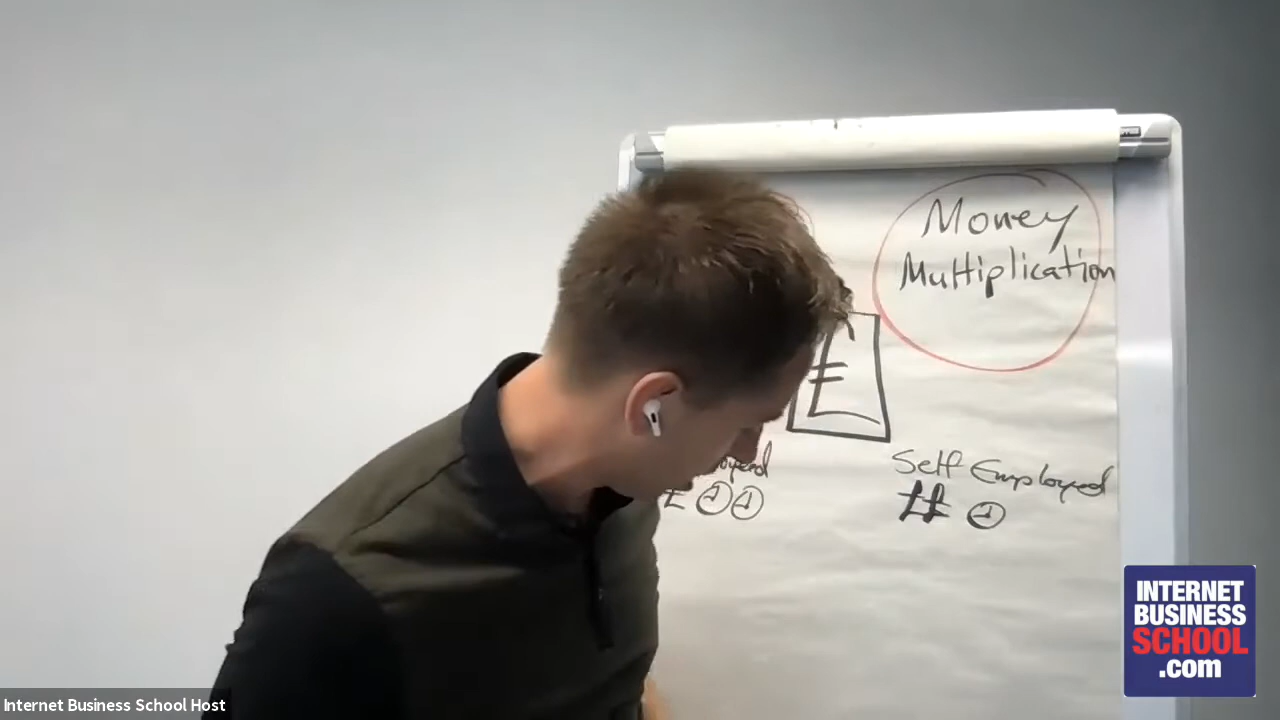 Money
Multiplication
£
Self Employed
££
INTERNET
BUSINESS
SCHOOL
.com
Internet Business School Host